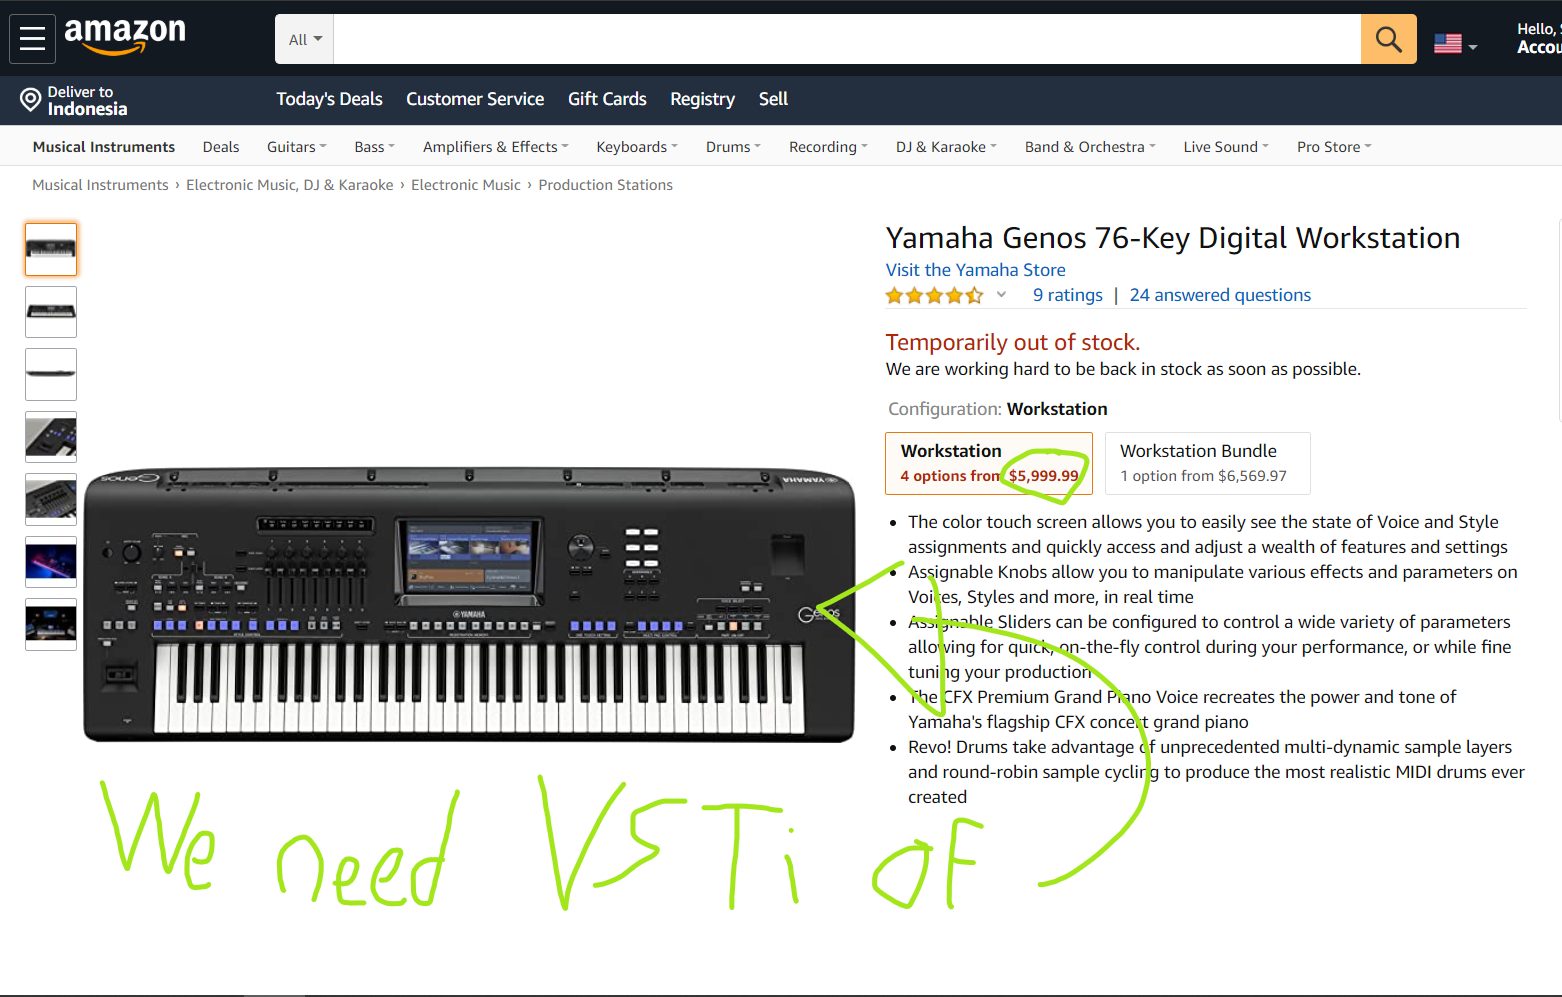 amazon
All
Hello, S
Accou
Deliver to
Indonesia
Today's Deals Customer Service Gift Cards Registry Sell
Musical Instruments Deals Guitars Bass Amplifiers & Effects Keyboards Drums Recording DJ & Karaoke Band & Orchestra Live Sound Pro Store
Musical Instruments › Electronic Music, DJ & Karaoke › Electronic Music › Production Stations
Yamaha Genos 76-Key Digital Workstation
Visit the Yamaha Store
9 ratings | 24 answered questions
Temporarily out of stock.
We are working hard to be back in stock as soon as possible.
Configuration: Workstation
Workstation
4 options from $5,999.99
Workstation Bundle
1 option from $6,569.97
• The color touch screen allows you to easily see the state of Voice and Style
assignments and quickly access and adjust a wealth of features and settings
• Assignable Knobs allow you to manipulate various effects and parameters on
Voices, Styles and more, in real time
• Assignable Sliders can be configured to control a wide variety of parameters
allowing for quick, on-the-fly control during your performance, or while fine
tuning your production
• The CFX Premium Grand Piano Voice recreates the power and tone of
Yamaha's flagship CFX concert grand piano
• Revo! Drums take advantage of unprecedented multi-dynamic sample layers
and round-robin sample cycling to produce the most realistic MIDI drums ever
created
Genos
YAMAHA
YAMAHA
Genos
We need VSTi of